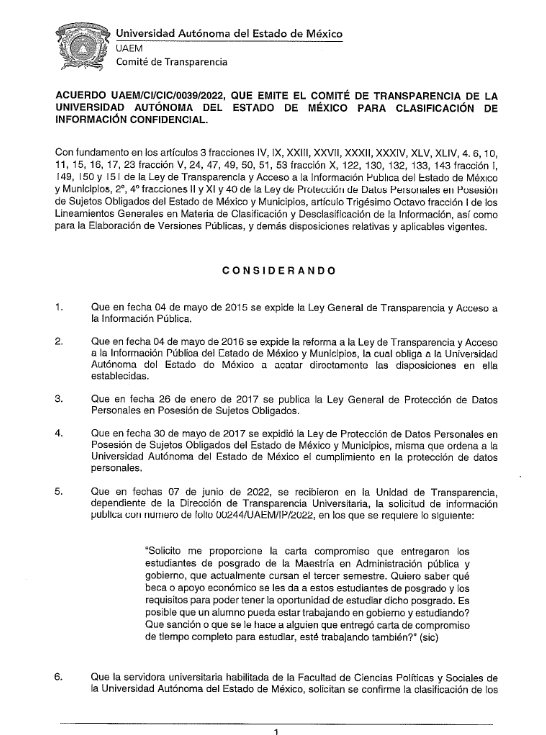 Universidad Autónoma del Estado de México
UAEM
Comité de Transparencia
ACUERDO UAEM/CI/CIC/0039/2022, QUE EMITE EL COMITÉ DE TRANSPARENCIA DE LA
UNIVERSIDAD AUTÓNOMA DEL ESTADO DE MÉXICO PARA CLASIFICACIÓN DE
INFORMACIÓN CONFIDENCIAL.
Con fundamento en los artículos 3 fracciones IV, IX, XXIII, XXVII, XXXII, XXXIV, XLV, XLIV, 4. 6, 10,
11, 15, 16, 17, 23 fracción V, 24, 47, 49, 50, 51, 53 fracción X, 122, 130, 132, 133, 143 fracción I,
149, 150 y 151 de la Ley de Transparencia y Acceso a la Información Publica del Estado de México
y Municipios, 2º, 4º fracciones II y XI y 40 de la Ley de Protección de Datos Personales en Posesión
de Sujetos Obligados del Estado de México y Municipios, artículo Trigésimo Octavo fracción I de los
Lineamientos Generales en Materia de Clasificación y Desclasificación de la Información, así como
para la Elaboración de Versiones Públicas, y demás disposiciones relativas y aplicables vigentes.
C O N S I D E R A N D O
1. Que en fecha 04 de mayo de 2015 se expide la Ley General de Transparencia y Acceso a
la Información Pública.
2. Que en fecha 04 de mayo de 2016 se expide la reforma a la Ley de Transparencia y Acceso
a la Información Pública del Estado de México y Municipios, la cual obliga a la Universidad
Autónoma del Estado de México a acatar directamente las disposiciones en ella
establecidas.
3. Que en fecha 26 de enero de 2017 se publica la Ley General de Protección de Datos
Personales en Posesión de Sujetos Obligados.
4. Que en fecha 30 de mayo de 2017 se expidió la Ley de Protección de Datos Personales en
Posesión de Sujetos Obligados del Estado de México y Municipios, misma que ordena a la
Universidad Autónoma del Estado de México el cumplimiento en la protección de datos
personales.
5. Que en fechas 07 de junio de 2022, se recibieron en la Unidad de Transparencia,
dependiente de la Dirección de Transparencia Universitaria, la solicitud de información
publica con número de folio 00244/UAEM/IP/2022, en los que se requiere lo siguiente:
"Solicito me proporcione la carta compromiso que entregaron los
estudiantes de posgrado de la Maestría en Administración pública y
gobierno, que actualmente cursan el tercer semestre. Quiero saber qué
beca o apoyo económico se les da a estos estudiantes de posgrado y los
requisitos para poder tener la oportunidad de estudiar dicho posgrado. Es
posible que un alumno pueda estar trabajando en gobierno y estudiando?
Que sanción o que se le hace a alguien que entregó carta de compromiso
de tiempo completo para estudiar, esté trabajando también?" (sic)
6. Que la servidora universitaria habilitada de la Facultad de Ciencias Políticas y Sociales de
la Universidad Autónoma del Estado de México, solicitan se confirme la clasificación de los
1